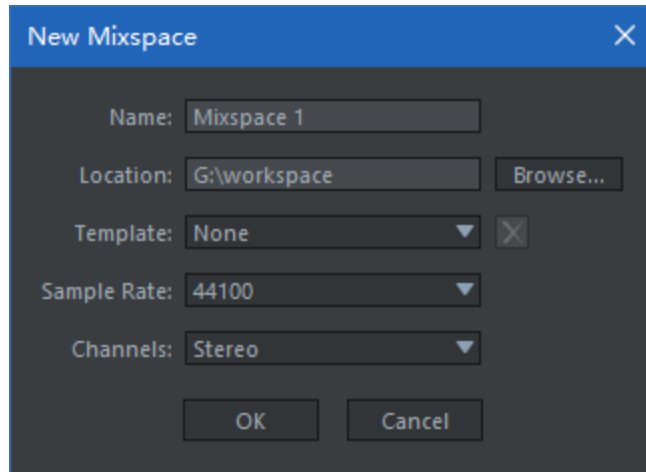 New Mixspace
Name: Mixspace 1
Location: G:\workspace Browse...
Template: None
Sample Rate: 44100
Channels: Stereo
OK Cancel